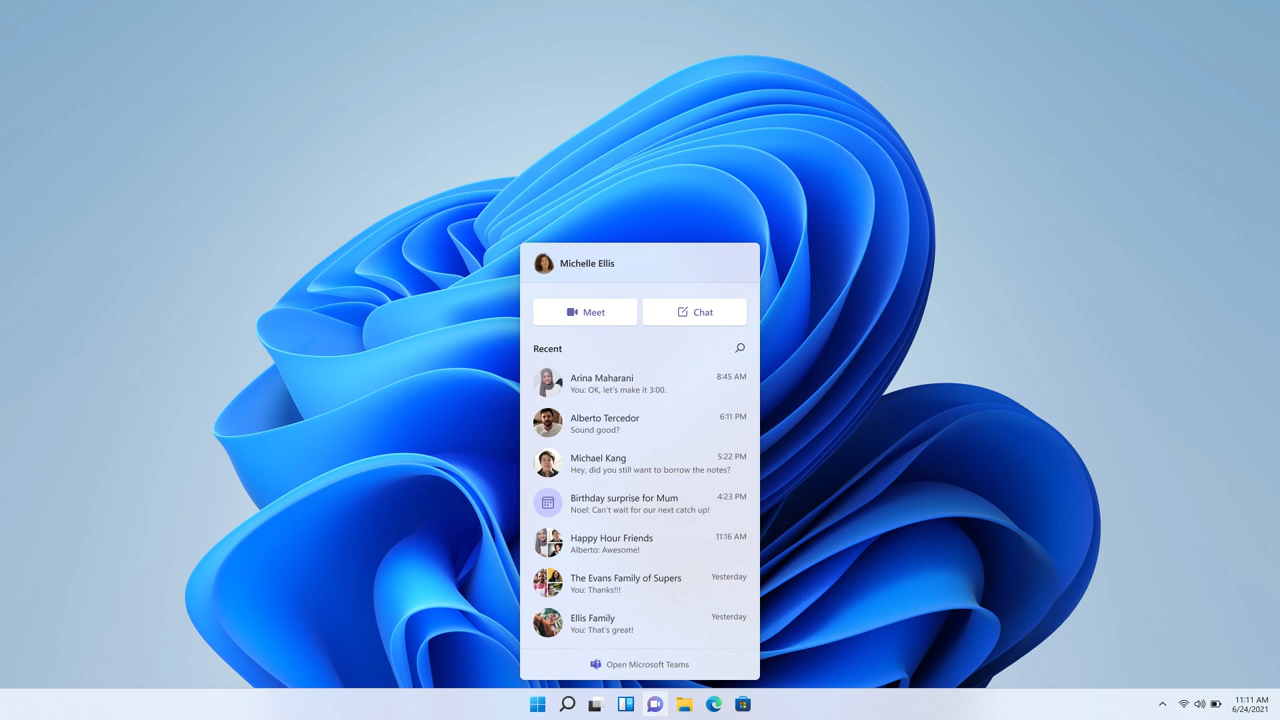 Michelle Ellis
Meet
Chat
Recent
Arina Maharani
8:45 AM
You: OK, let's make it 3:00.
Alberto Tercedor
6:11 PM
Sound good?
Michael Kang
5:22 PM
Hey, did you still want to borrow the notes?
Birthday surprise for Mum
4:23 PM
Noel: Can't wait for our next catch up!
Happy Hour Friends
11:16 AM
Alberto: Awesome!
The Evans Family of Supers
Yesterday
You: Thanks!!!
Ellis Family
Yesterday
You: That's great!
Open Microsoft Teams
11:11 AM
6/24/2021